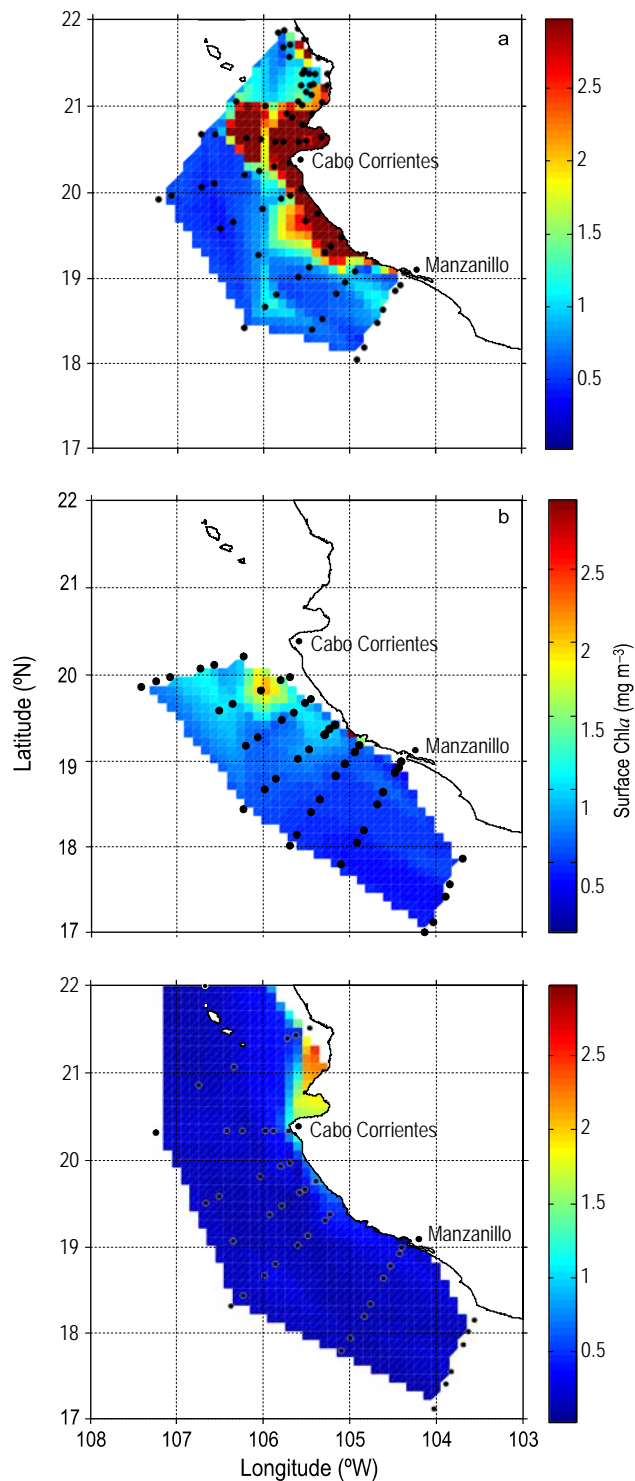 a
22
21
20
19
18
17
Cabo Corrientes
Manzanillo
2.5
2
1.5
1
0.5
b
22
21
20
19
18
17
Cabo Corrientes
Manzanillo
2.5
2
1.5
1
0.5
Latitude (ºN)
Surface Chla (mg m⁻³)
22
21
20
19
18
17
Cabo Corrientes
Manzanillo
2.5
2
1.5
1
0.5
108 107 106 105 104 103
Longitude (ºW)